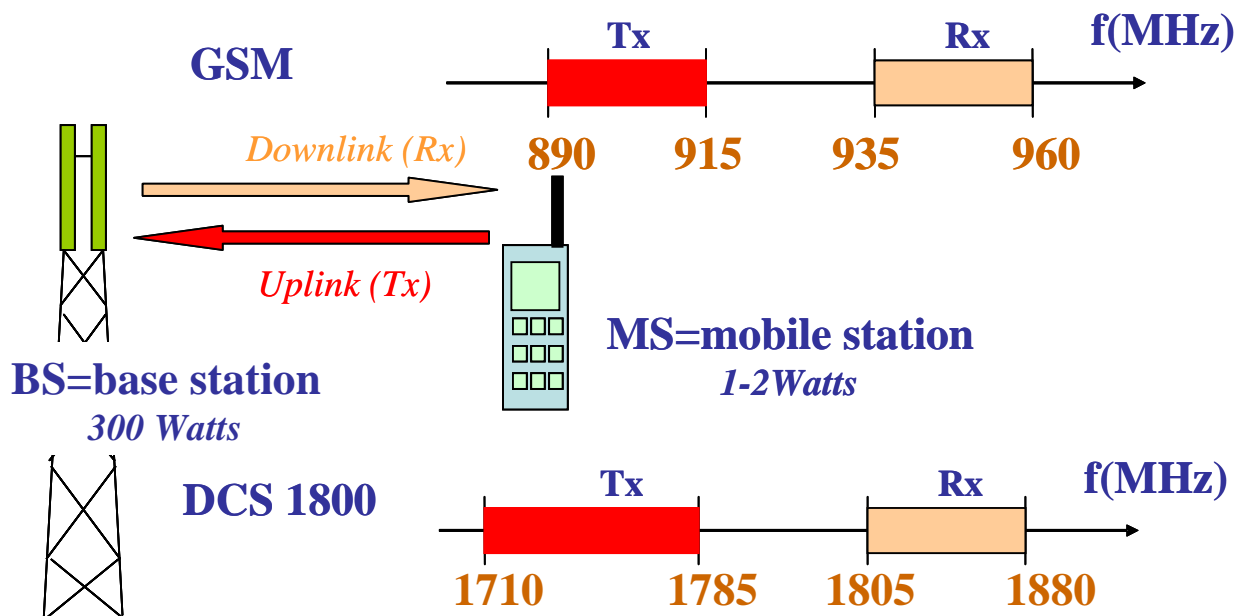 GSM
Tx
Rx
f(MHz)
890
915
935
960
Downlink (Rx)
Uplink (Tx)
MS=mobile station
1-2Watts
BS=base station
300 Watts
DCS 1800
Tx
Rx
f(MHz)
1710
1785
1805
1880